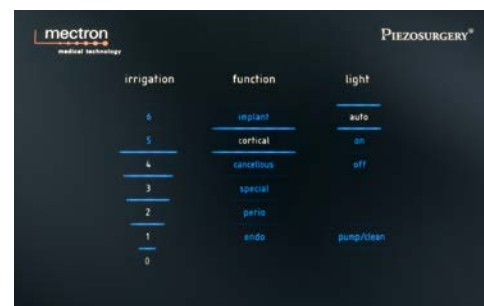 mectron
medical technology
PIEZOSURGERY®
irrigation function light
6 implant auto
5 cortical on
4 cancellous off
3 special
2 perio
1 endo pump/clean
0